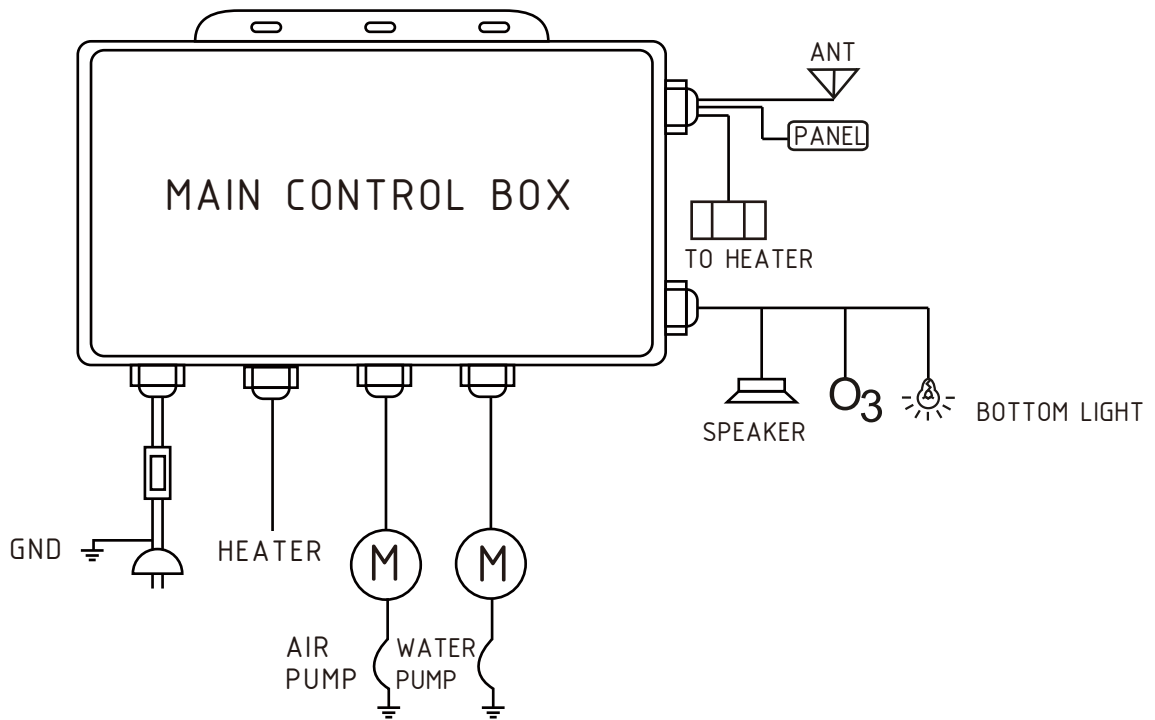 ANT
PANEL
MAIN CONTROL BOX
TO HEATER
O3
SPEAKER
BOTTOM LIGHT
GND
HEATER
M
M
AIR
PUMP
WATER
PUMP